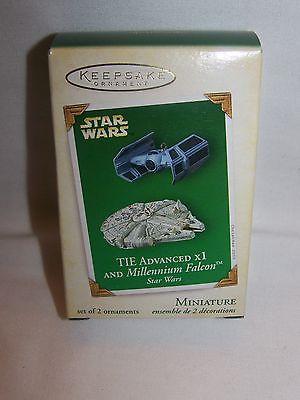 KEEPSAKE
ORNAMENT
STAR
WARS
TIE ADVANCED X1
AND Millennium Falcon™
Star Wars
MINIATURE
set of 2 ornaments
ensemble de 2 décorations